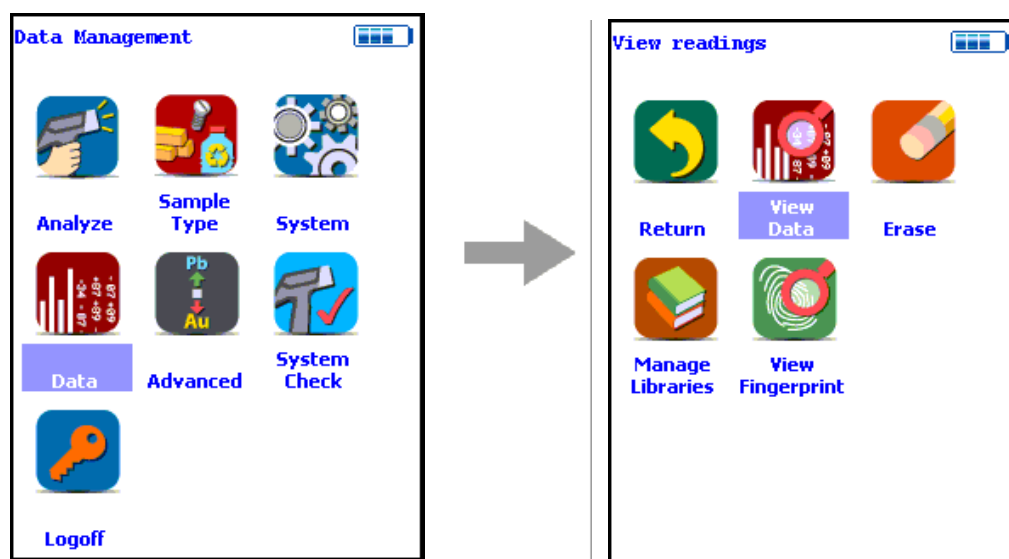 Data Management
Analyze
Sample
Type
System
Pb
Au
Data
Advanced
System
Check
Logoff
View readings
Return
View
Data
Erase
Manage
Libraries
View
Fingerprint